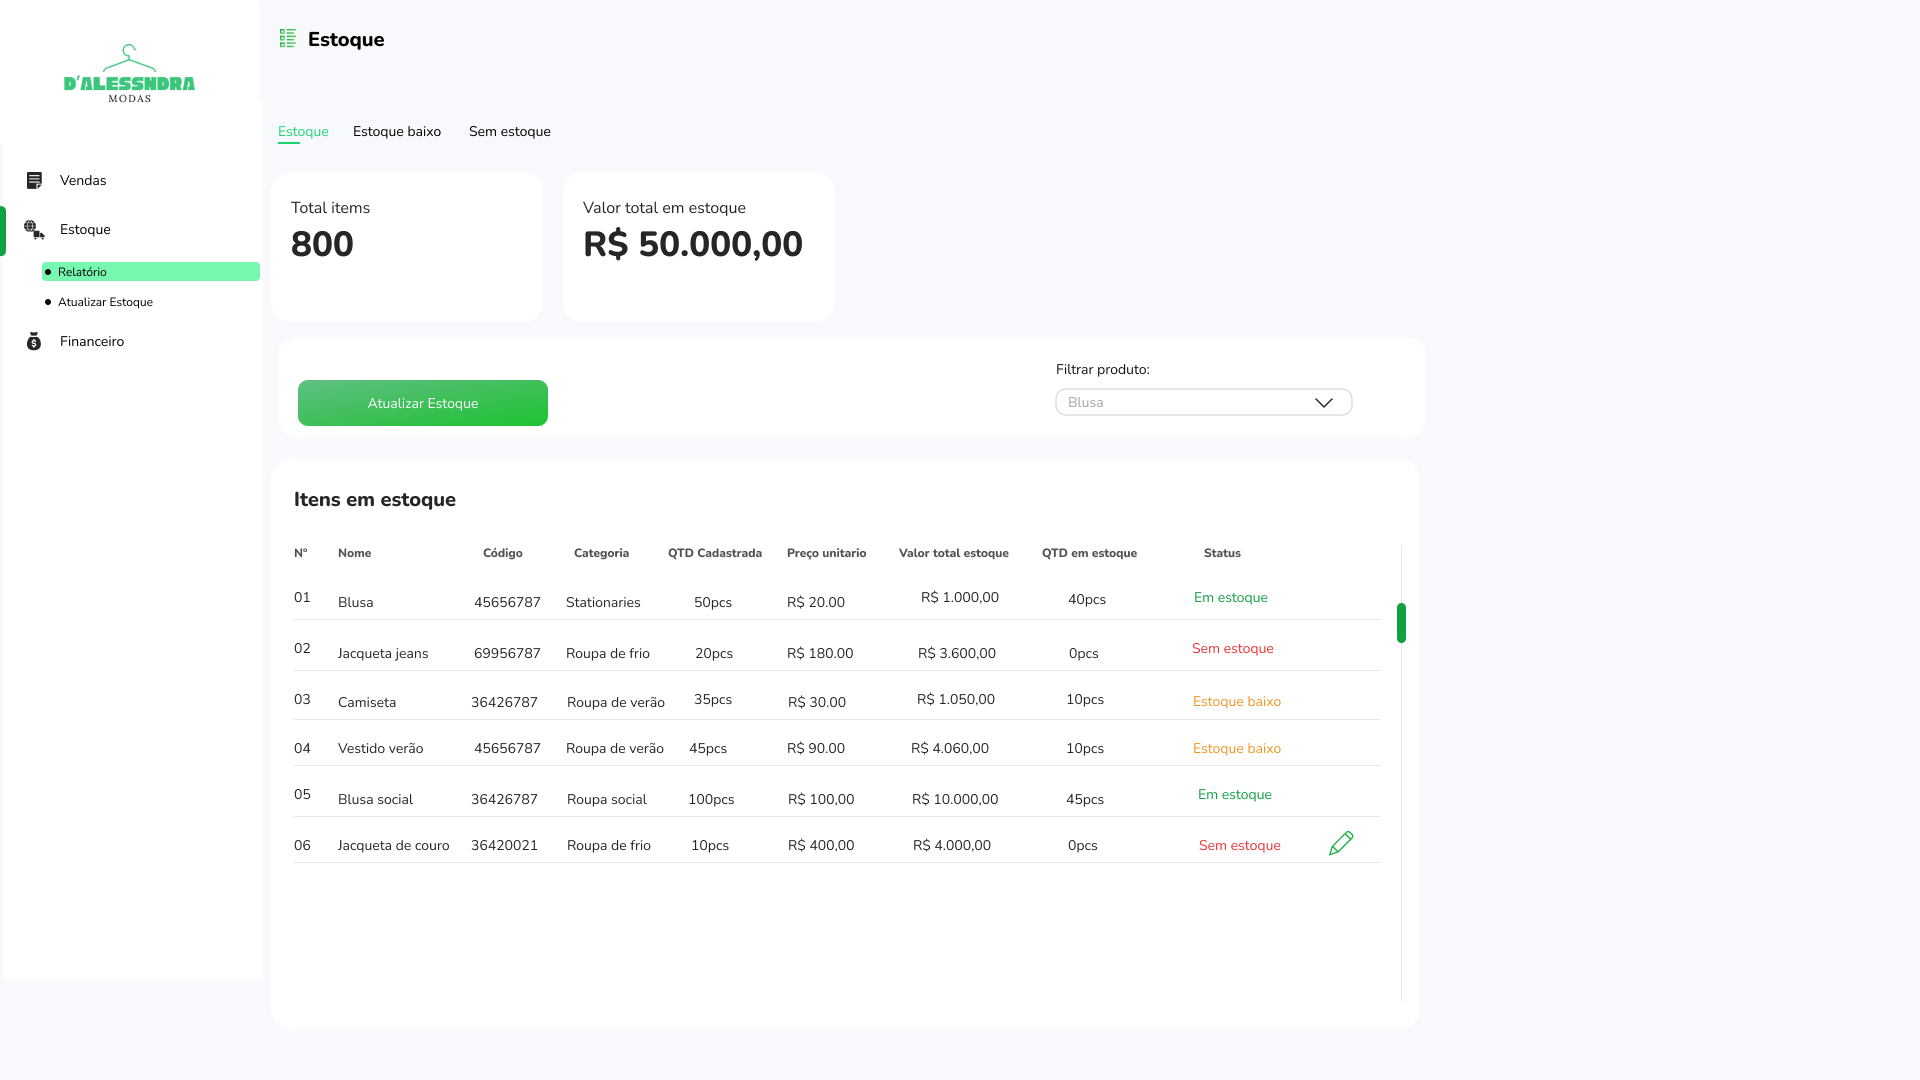 Estoque
D'ALESSNDRA
MODAS
Estoque Estoque baixo Sem estoque
Vendas
Estoque
Relatório
Atualizar Estoque
Financeiro
Total items
800
Valor total em estoque
R$ 50.000,00
Atualizar Estoque
Filtrar produto:
Blusa
Itens em estoque
Nº Nome Código Categoria QTD Cadastrada Preço unitario Valor total estoque QTD em estoque Status
01 Blusa 45656787 Stationaries 50pcs R$ 20.00 R$ 1.000,00 40pcs Em estoque
02 Jacqueta jeans 69956787 Roupa de frio 20pcs R$ 180.00 R$ 3.600,00 0pcs Sem estoque
03 Camiseta 36426787 Roupa de verão 35pcs R$ 30.00 R$ 1.050,00 10pcs Estoque baixo
04 Vestido verão 45656787 Roupa de verão 45pcs R$ 90.00 R$ 4.060,00 10pcs Estoque baixo
05 Blusa social 36426787 Roupa social 100pcs R$ 100,00 R$ 10.000,00 45pcs Em estoque
06 Jacqueta de couro 36420021 Roupa de frio 10pcs R$ 400,00 R$ 4.000,00 0pcs Sem estoque